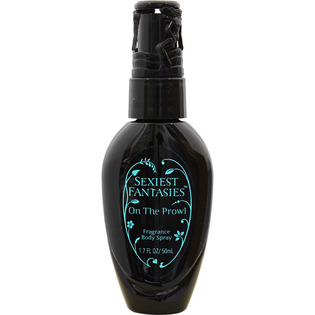 SEXIEST
FANTASIES
On The Prowl
Fragrance
Body Spray
1.7 FL OZ/50mL